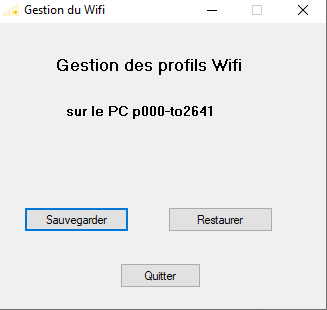 Gestion du Wifi
Gestion des profils Wifi
sur le PC p000-to2641
Sauvegarder
Restaurer
Quitter